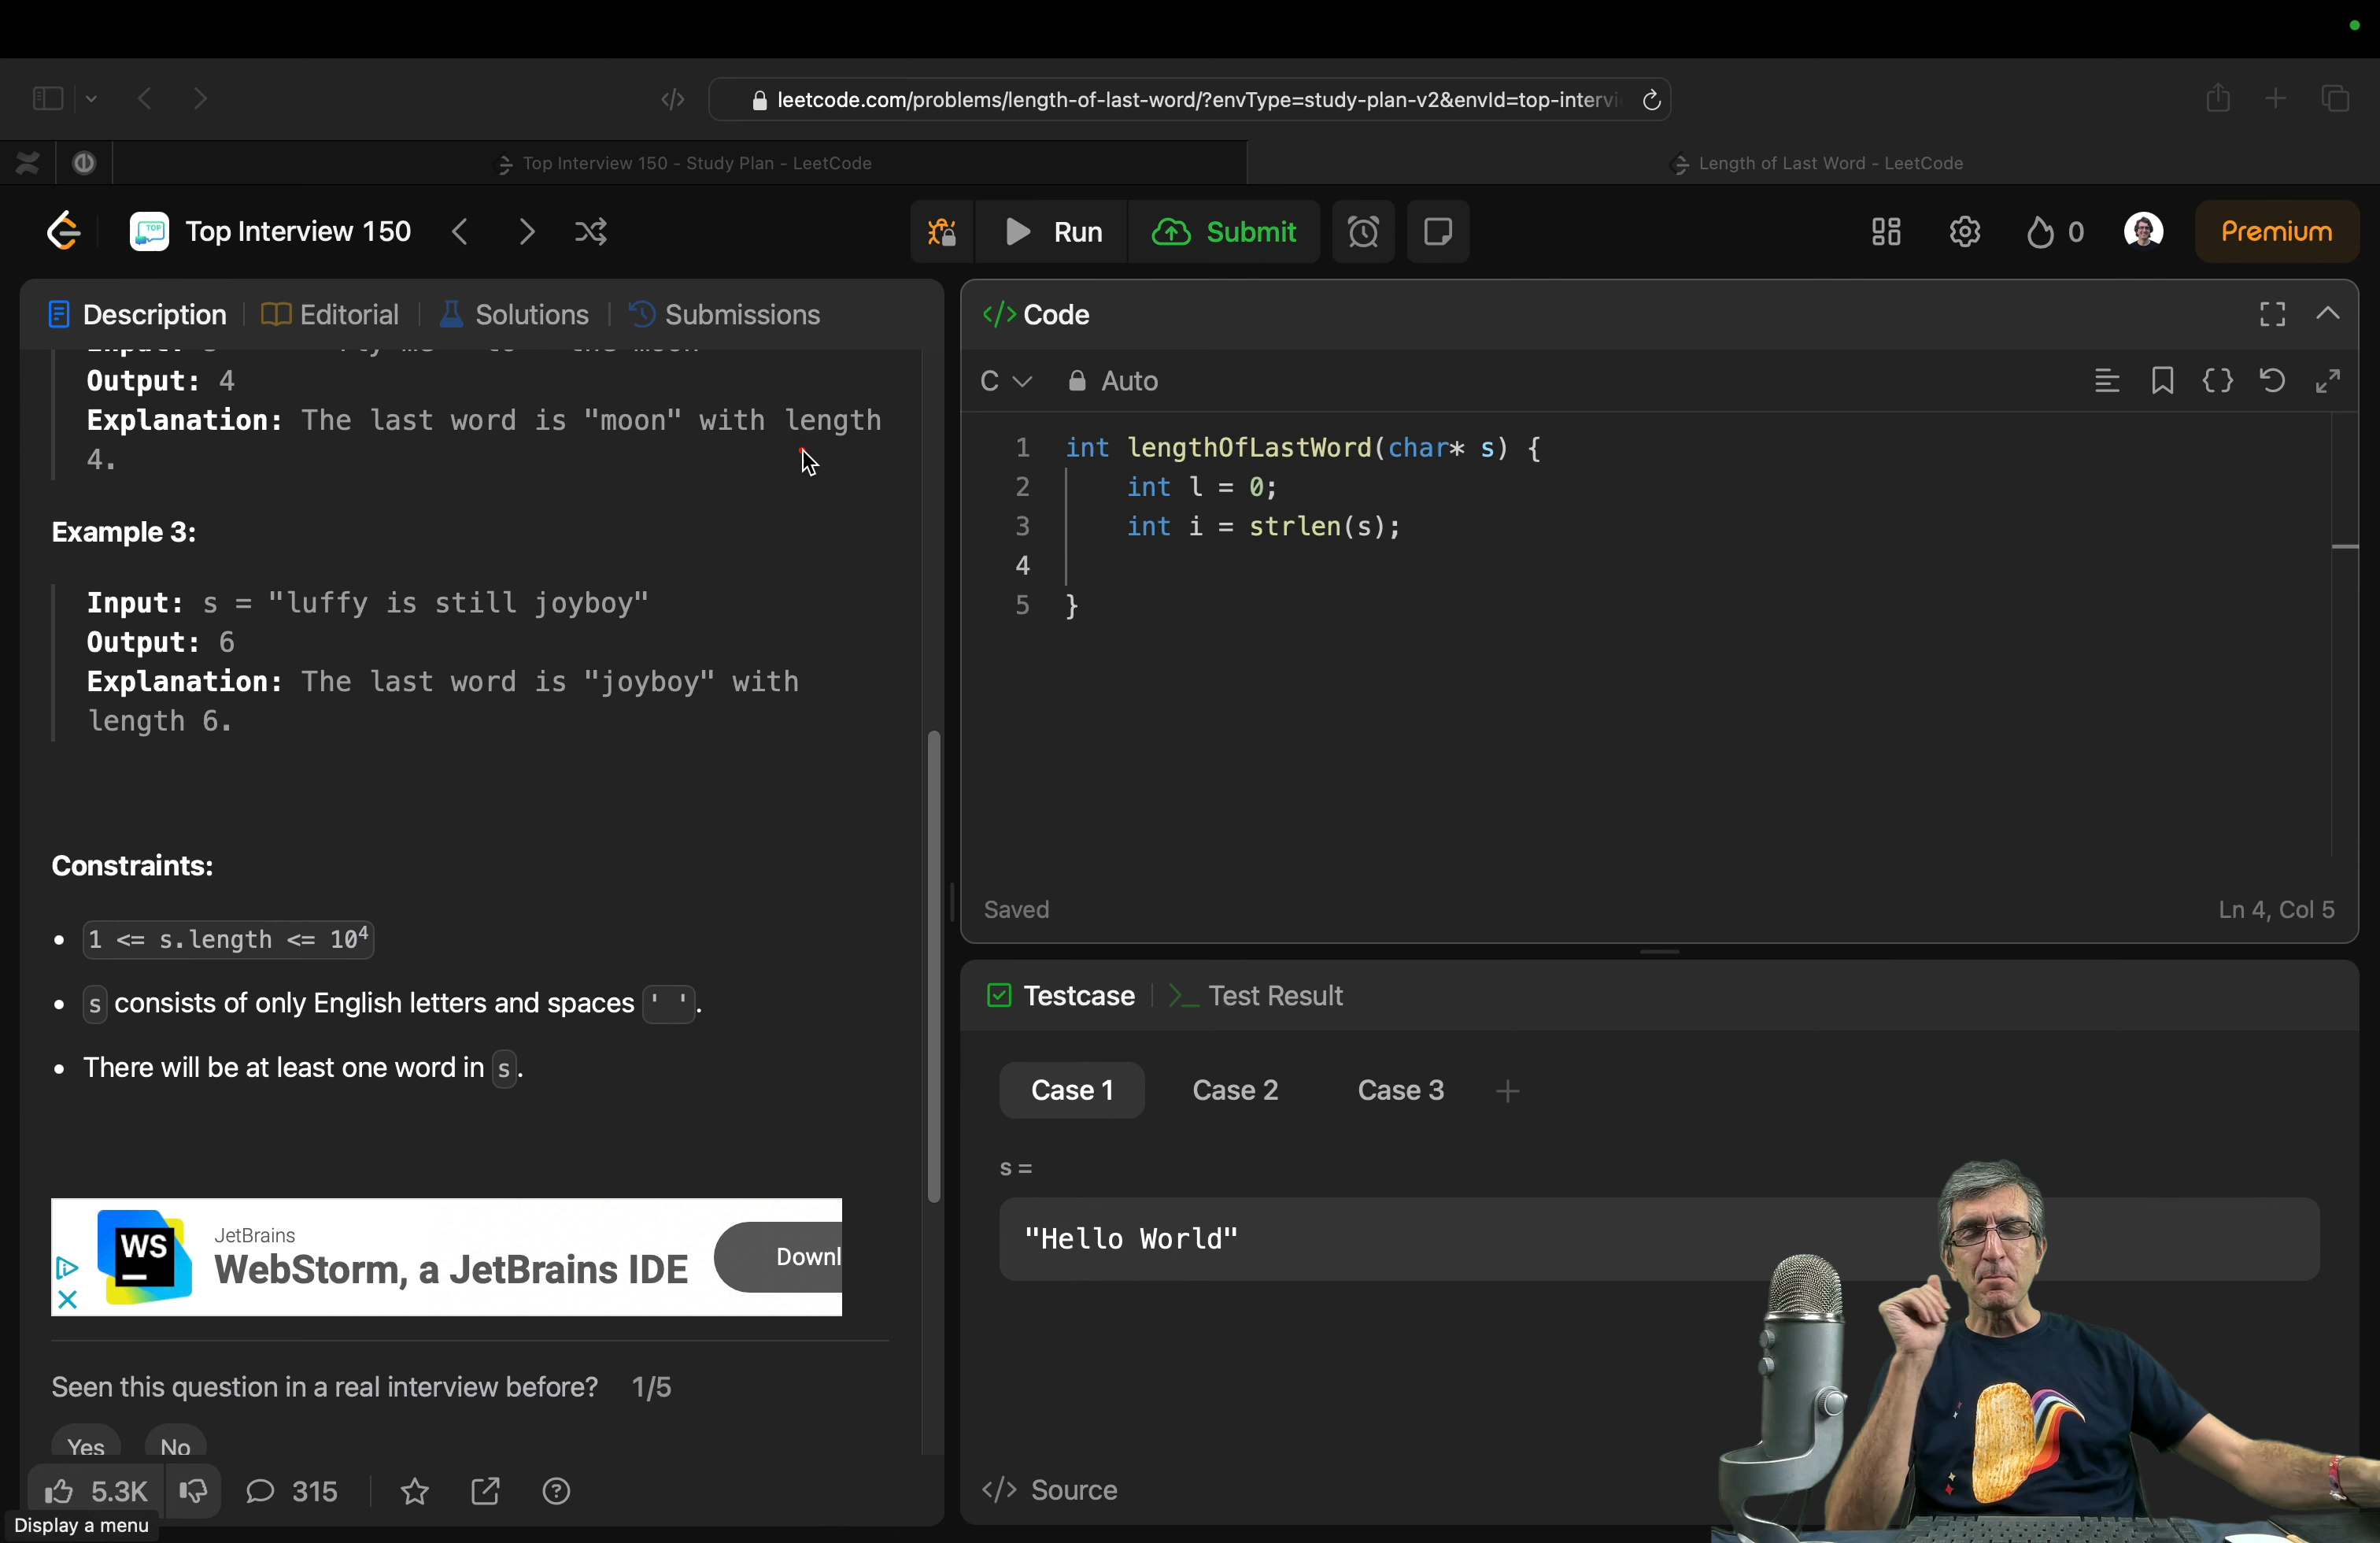 leetcode.com/problems/length-of-last-word/?envType=study-plan-v2&envId=top-intervi
Top Interview 150 - Study Plan - LeetCode
Length of Last Word - LeetCode
TOP
Top Interview 150
Run
Submit
0
Premium
Description
Editorial
Solutions
Submissions
Output: 4
Explanation: The last word is "moon" with length
4.
Example 3:
Input: s = "luffy is still joyboy"
Output: 6
Explanation: The last word is "joyboy" with
length 6.
Constraints:
1 <= s.length <= 10⁴
s consists of only English letters and spaces ' '.
There will be at least one word in s.
WS
JetBrains
WebStorm, a JetBrains IDE
Downl
Seen this question in a real interview before? 1/5
Yes No
5.3K
315
Display a menu
</> Code
C
Auto
1 int lengthOfLastWord(char* s) {
2 int l = 0;
3 int i = strlen(s);
4
5 }
Saved
Ln 4, Col 5
Testcase
>_ Test Result
Case 1
Case 2
Case 3
+
s =
"Hello World"
</> Source